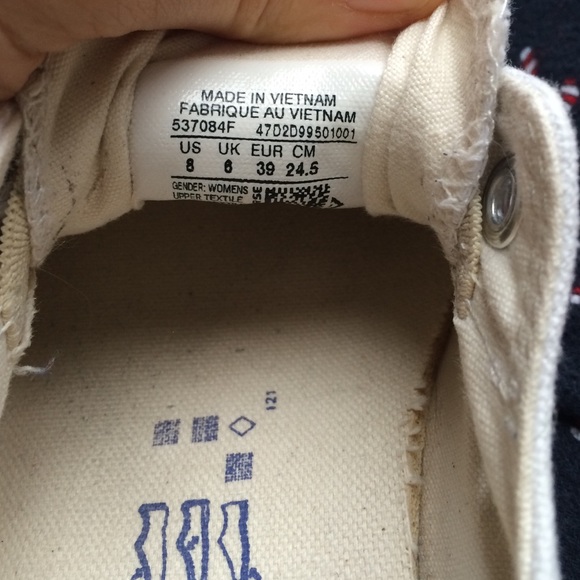 MADE IN VIETNAM
FABRIQUE AU VIETNAM
537084F 47D2D99501001
US UK EUR CM
8 6 39 24.5
GENDER: WOMENS
UPPER TEXTILE
121